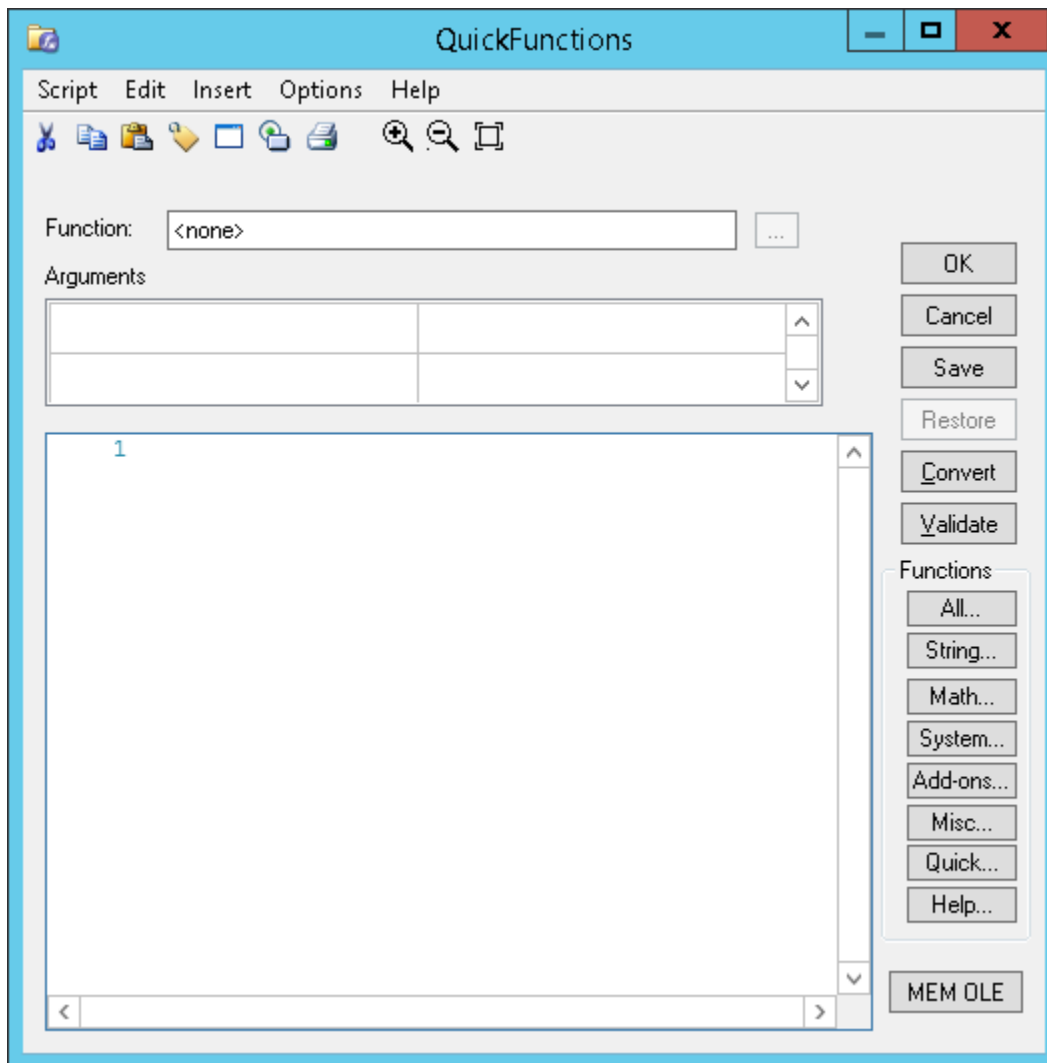 QuickFunctions
Script Edit Insert Options Help
Function: <none> ...
Arguments
OK
Cancel
Save
Restore
Convert
Validate
1
Functions
All...
String...
Math...
System...
Add-ons...
Misc...
Quick...
Help...
MEM OLE